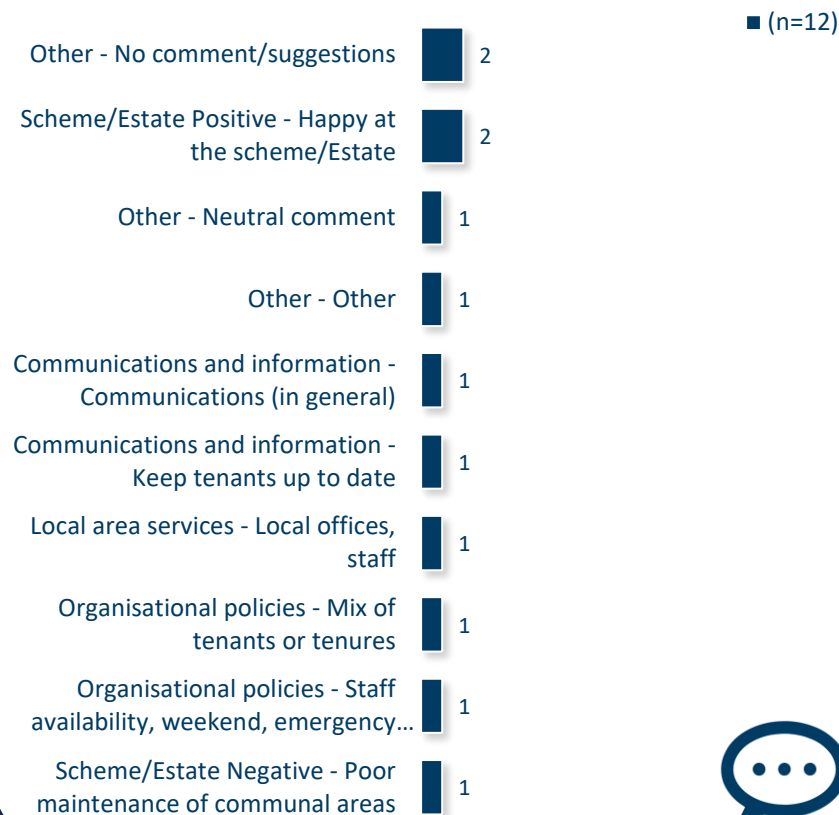 (n=12)
Other - No comment/suggestions 2
Scheme/Estate Positive - Happy at
the scheme/Estate 2
Other - Neutral comment 1
Other - Other 1
Communications and information -
Communications (in general) 1
Communications and information -
Keep tenants up to date 1
Local area services - Local offices,
staff 1
Organisational policies - Mix of
tenants or tenures 1
Organisational policies - Staff
availability, weekend, emergency... 1
Scheme/Estate Negative - Poor
maintenance of communal areas 1